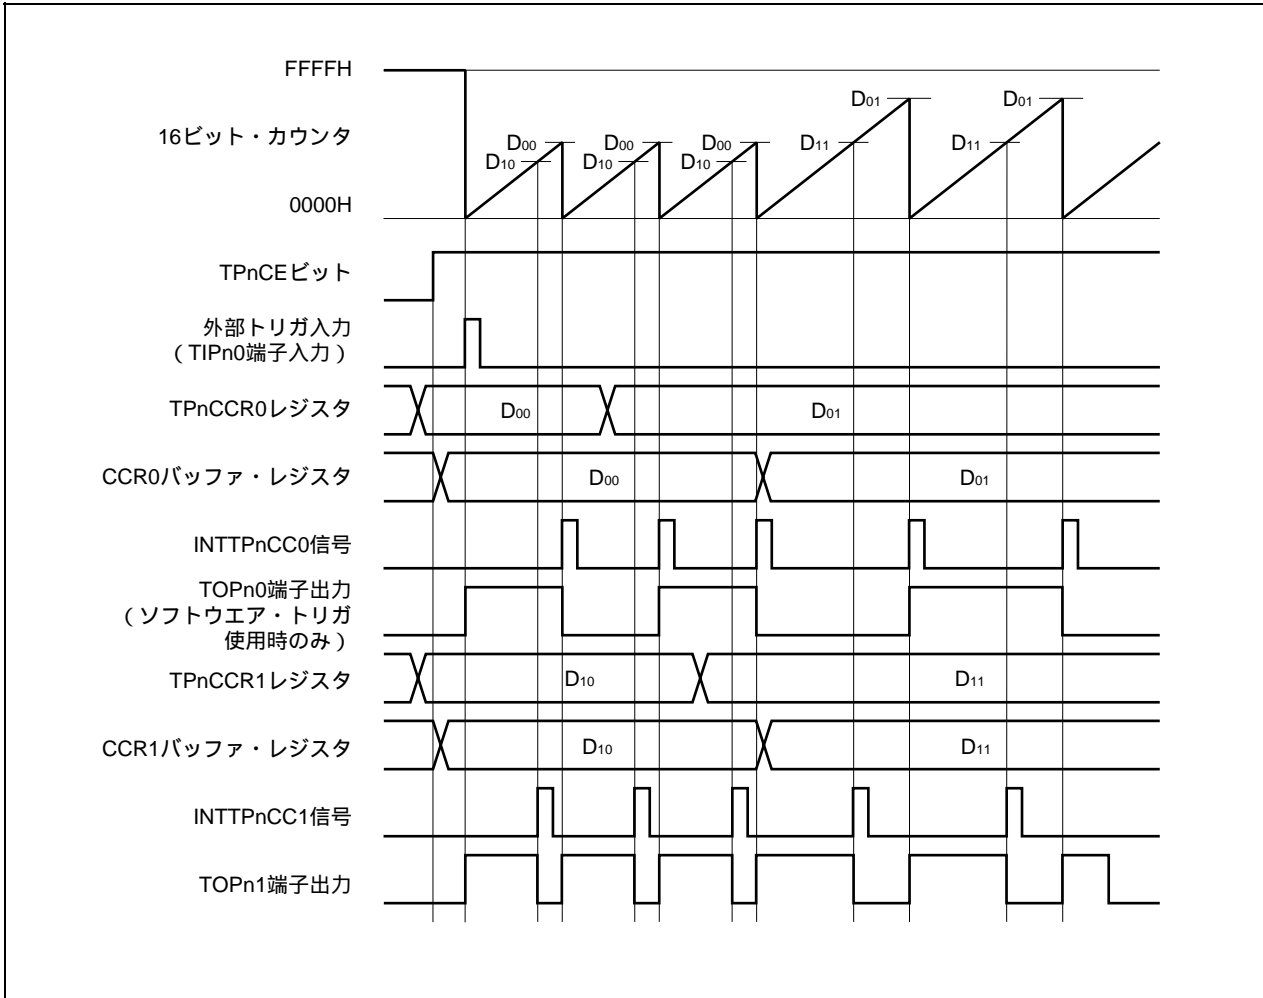 FFFFH
16ビット・カウンタ
0000H
D01 D01
D00 D00 D00 D11 D11
D10 D10 D10
TPnCEビット
外部トリガ入力
（TIPn0端子入力）
TPnCCR0レジスタ
D00 D01
CCR0バッファ・レジスタ
D00 D01
INTTPnCC0信号
TOPn0端子出力
（ソフトウエア・トリガ
使用時のみ）
TPnCCR1レジスタ
D10 D11
CCR1バッファ・レジスタ
D10 D11
INTTPnCC1信号
TOPn1端子出力